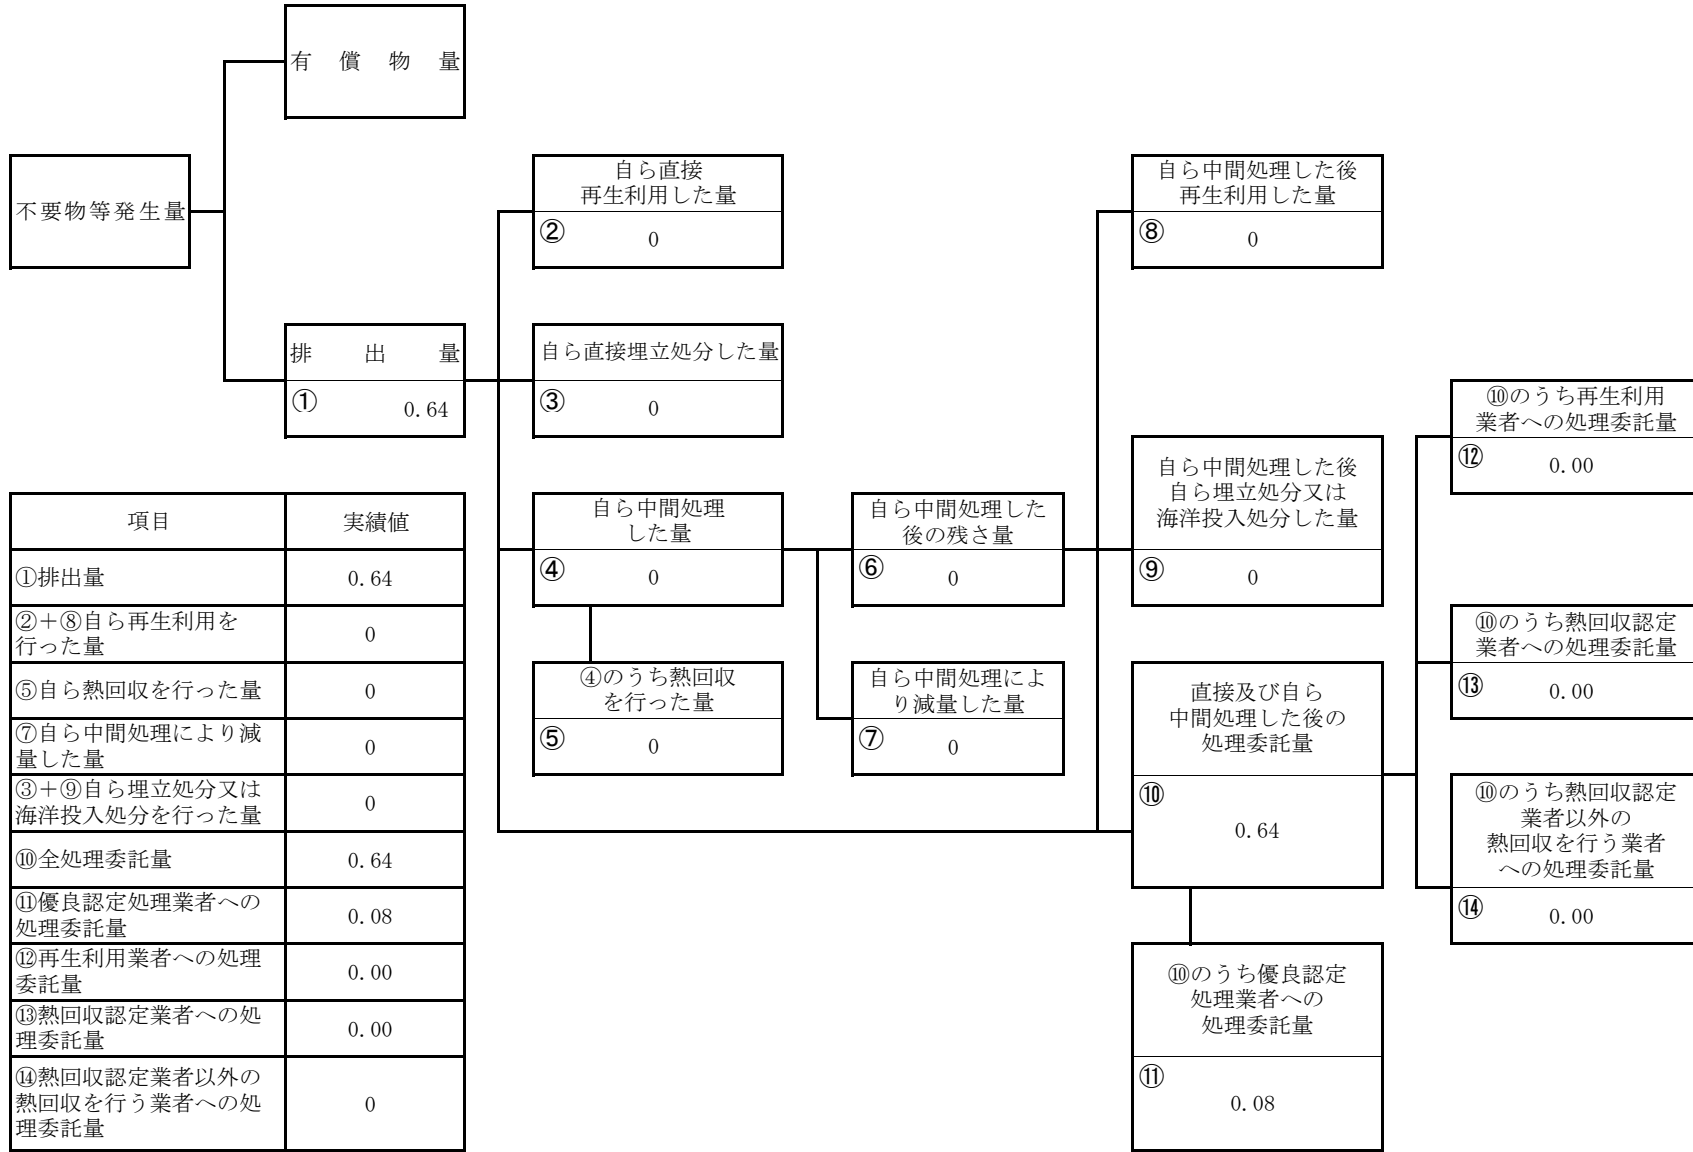 有償物量
不要物等発生量
排出量
① 0.64
自ら直接
再生利用した量
② 0
自ら直接埋立処分した量
③ 0
自ら中間処理
した量
④ 0
④のうち熱回収
を行った量
⑤ 0
自ら中間処理した
後の残さ量
⑥ 0
自ら中間処理によ
り減量した量
⑦ 0
自ら中間処理した後
再生利用した量
⑧ 0
自ら中間処理した後
自ら埋立処分又は
海洋投入処分した量
⑨ 0
直接及び自ら
中間処理した後の
処理委託量
⑩
0.64
⑩のうち優良認定
処理業者への
処理委託量
⑪
0.08
⑩のうち再生利用
業者への処理委託量
⑫ 0.00
⑩のうち熱回収認定
業者への処理委託量
⑬ 0.00
⑩のうち熱回収認定
業者以外の
熱回収を行う業者
への処理委託量
⑭ 0.00
項目 実績値
①排出量 0.64
②+⑧自ら再生利用を
行った量 0
⑤自ら熱回収を行った量 0
⑦自ら中間処理により減
量した量 0
③+⑨自ら埋立処分又は
海洋投入処分を行った量 0
⑩全処理委託量 0.64
⑪優良認定処理業者への
処理委託量 0.08
⑫再生利用業者への処理
委託量 0.00
⑬熱回収認定業者への処
理委託量 0.00
⑭熱回収認定業者以外の
熱回収を行う業者への処 0
理委託量